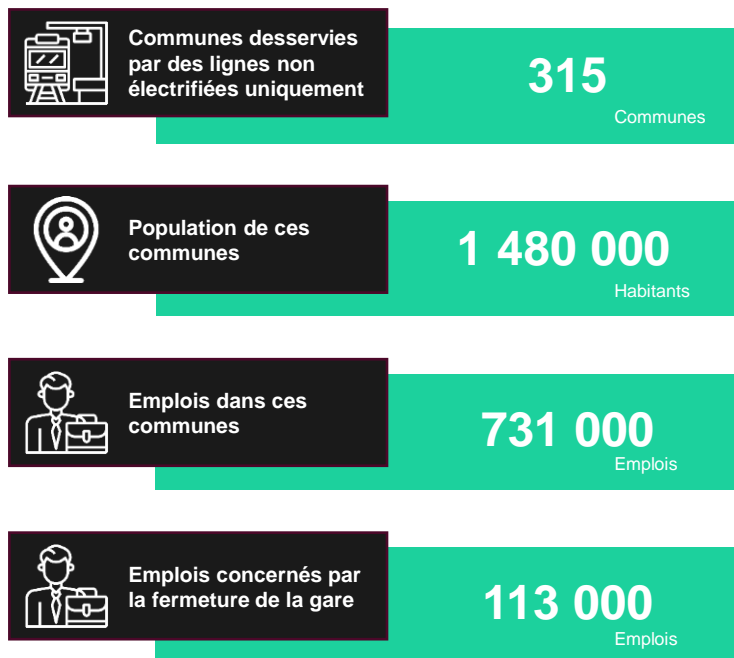 Communes desservies
par des lignes non
électrifiées uniquement
315
Communes
Population de ces
communes
1 480 000
Habitants
Emplois dans ces
communes
731 000
Emplois
Emplois concernés par
la fermeture de la gare
113 000
Emplois